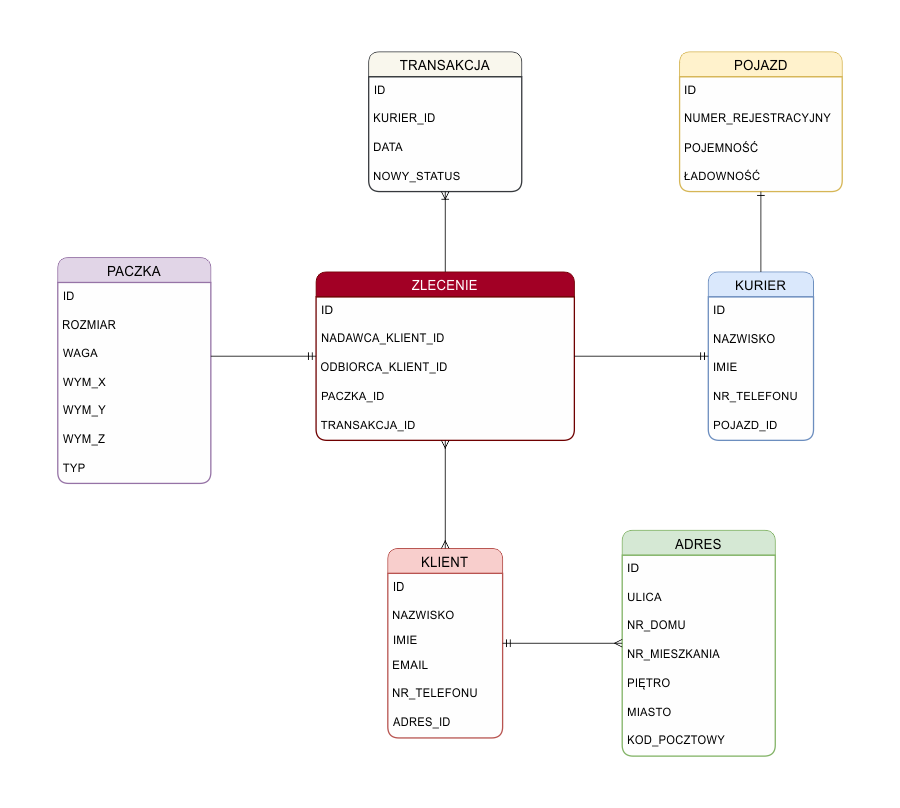 TRANSAKCJA
ID
KURIER_ID
DATA
NOWY_STATUS
POJAZD
ID
NUMER_REJESTRACYJNY
POJEMNOŚĆ
ŁADOWNOŚĆ
PACZKA
ID
ROZMIAR
WAGA
WYM_X
WYM_Y
WYM_Z
TYP
ZLECENIE
ID
NADAWCA_KLIENT_ID
ODBIORCA_KLIENT_ID
PACZKA_ID
TRANSAKCJA_ID
KURIER
ID
NAZWISKO
IMIE
NR_TELEFONU
POJAZD_ID
KLIENT
ID
NAZWISKO
IMIE
EMAIL
NR_TELEFONU
ADRES_ID
ADRES
ID
ULICA
NR_DOMU
NR_MIESZKANIA
PIĘTRO
MIASTO
KOD_POCZTOWY